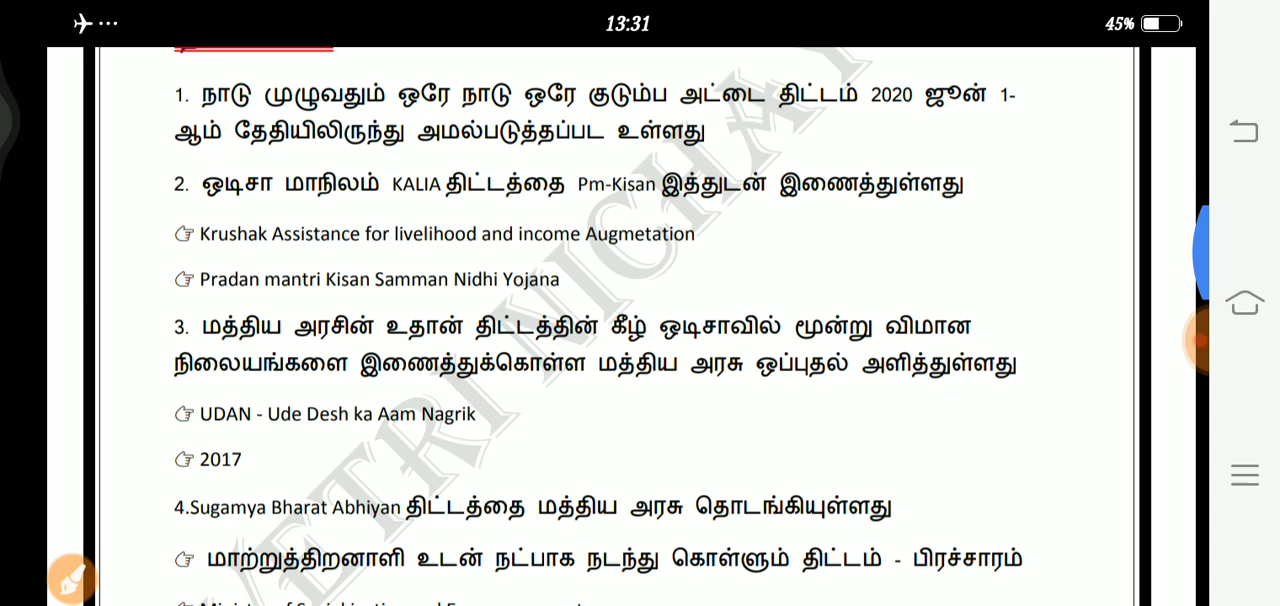 13:31
45%
1. நாடு முழுவதும் ஒரே நாடு ஒரே குடும்ப அட்டை திட்டம் 2020 ஜூன் 1-
ஆம் தேதியிலிருந்து அமல்படுத்தப்பட உள்ளது
2. ஒடிசா மாநிலம் KALIA திட்டத்தை Pm-Kisan இத்துடன் இணைத்துள்ளது
☞ Krushak Assistance for livelihood and income Augmetation
☞ Pradan mantri Kisan Samman Nidhi Yojana
3. மத்திய அரசின் உதான் திட்டத்தின் கீழ் ஒடிசாவில் மூன்று விமான
நிலையங்களை இணைத்துக்கொள்ள மத்திய அரசு ஒப்புதல் அளித்துள்ளது
☞ UDAN - Ude Desh ka Aam Nagrik
☞ 2017
4.Sugamya Bharat Abhiyan திட்டத்தை மத்திய அரசு தொடங்கியுள்ளது
☞ மாற்றுத்திறனாளி உடன் நட்பாக நடந்து கொள்ளும் திட்டம் - பிரச்சாரம்
VETRI NICHAY